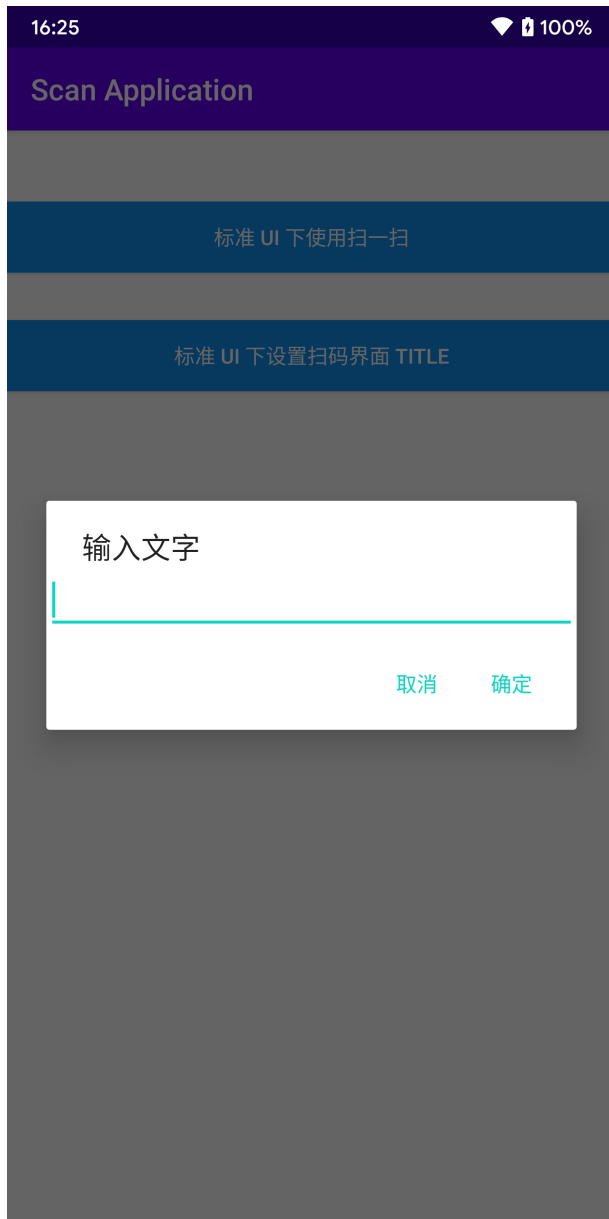 16:25
100%
Scan Application
标准 UI 下使用扫一扫
标准 UI 下设置扫码界面 TITLE
输入文字
取消 确定